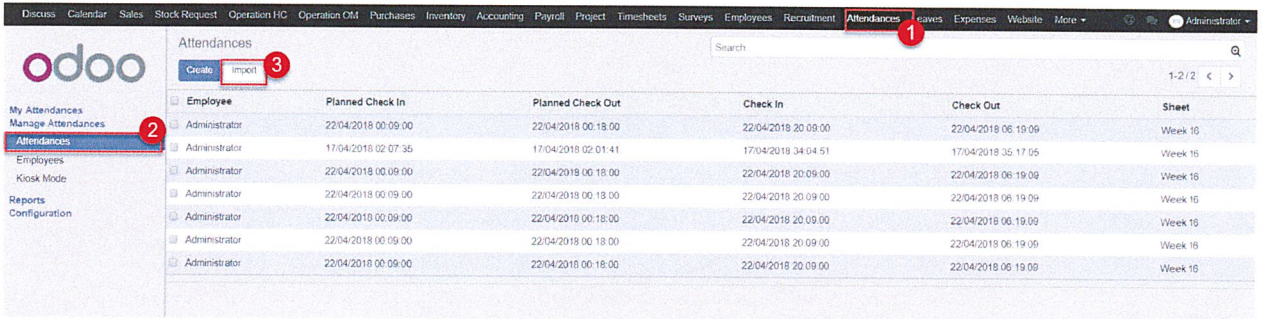 Discuss Calendar Sales Stock Request Operation HC Operation OM Purchases Inventory Accounting Payroll Project Timesheets Surveys Employees Recruitment Attendances eaves Expenses Website More Administrator
1
odoo
Attendances
Search
Create Import 3
1-2/2
My Attendances
Manage Attendances
2
Attendances
Employees
Kiosk Mode
Reports
Configuration
Employee Planned Check In Planned Check Out Check In Check Out Sheet
Administrator 22/04/2018 00:09:00 22/04/2018 00:18:00 22/04/2018 20:09:00 22/04/2018 06:19:09 Week 16
Administrator 17/04/2018 02:07:35 17/04/2018 02:01:41 17/04/2018 34:04:51 17/04/2018 35:17:05 Week 16
Administrator 22/04/2018 00:09:00 22/04/2018 00:18:00 22/04/2018 20:09:00 22/04/2018 06:19:09 Week 16
Administrator 22/04/2018 00:09:00 22/04/2018 00:18:00 22/04/2018 20:09:00 22/04/2018 06:19:09 Week 16
Administrator 22/04/2018 00:09:00 22/04/2018 00:18:00 22/04/2018 20:09:00 22/04/2018 06:19:09 Week 16
Administrator 22/04/2018 00:09:00 22/04/2018 00:18:00 22/04/2018 20:09:00 22/04/2018 06:19:09 Week 16
Administrator 22/04/2018 00:09:00 22/04/2018 00:18:00 22/04/2018 20:09:00 22/04/2018 06:19:09 Week 16